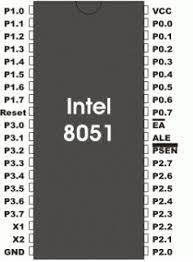 P1.0
P1.1
P1.2
P1.3
P1.4
P1.5
P1.6
P1.7
Reset
P3.0
P3.1
P3.2
P3.3
P3.4
P3.5
P3.6
P3.7
X1
X2
GND
Intel
8051
VCC
P0.0
P0.1
P0.2
P0.3
P0.4
P0.5
P0.6
P0.7
EA
ALE
PSEN
P2.7
P2.6
P2.5
P2.4
P2.3
P2.2
P2.1
P2.0